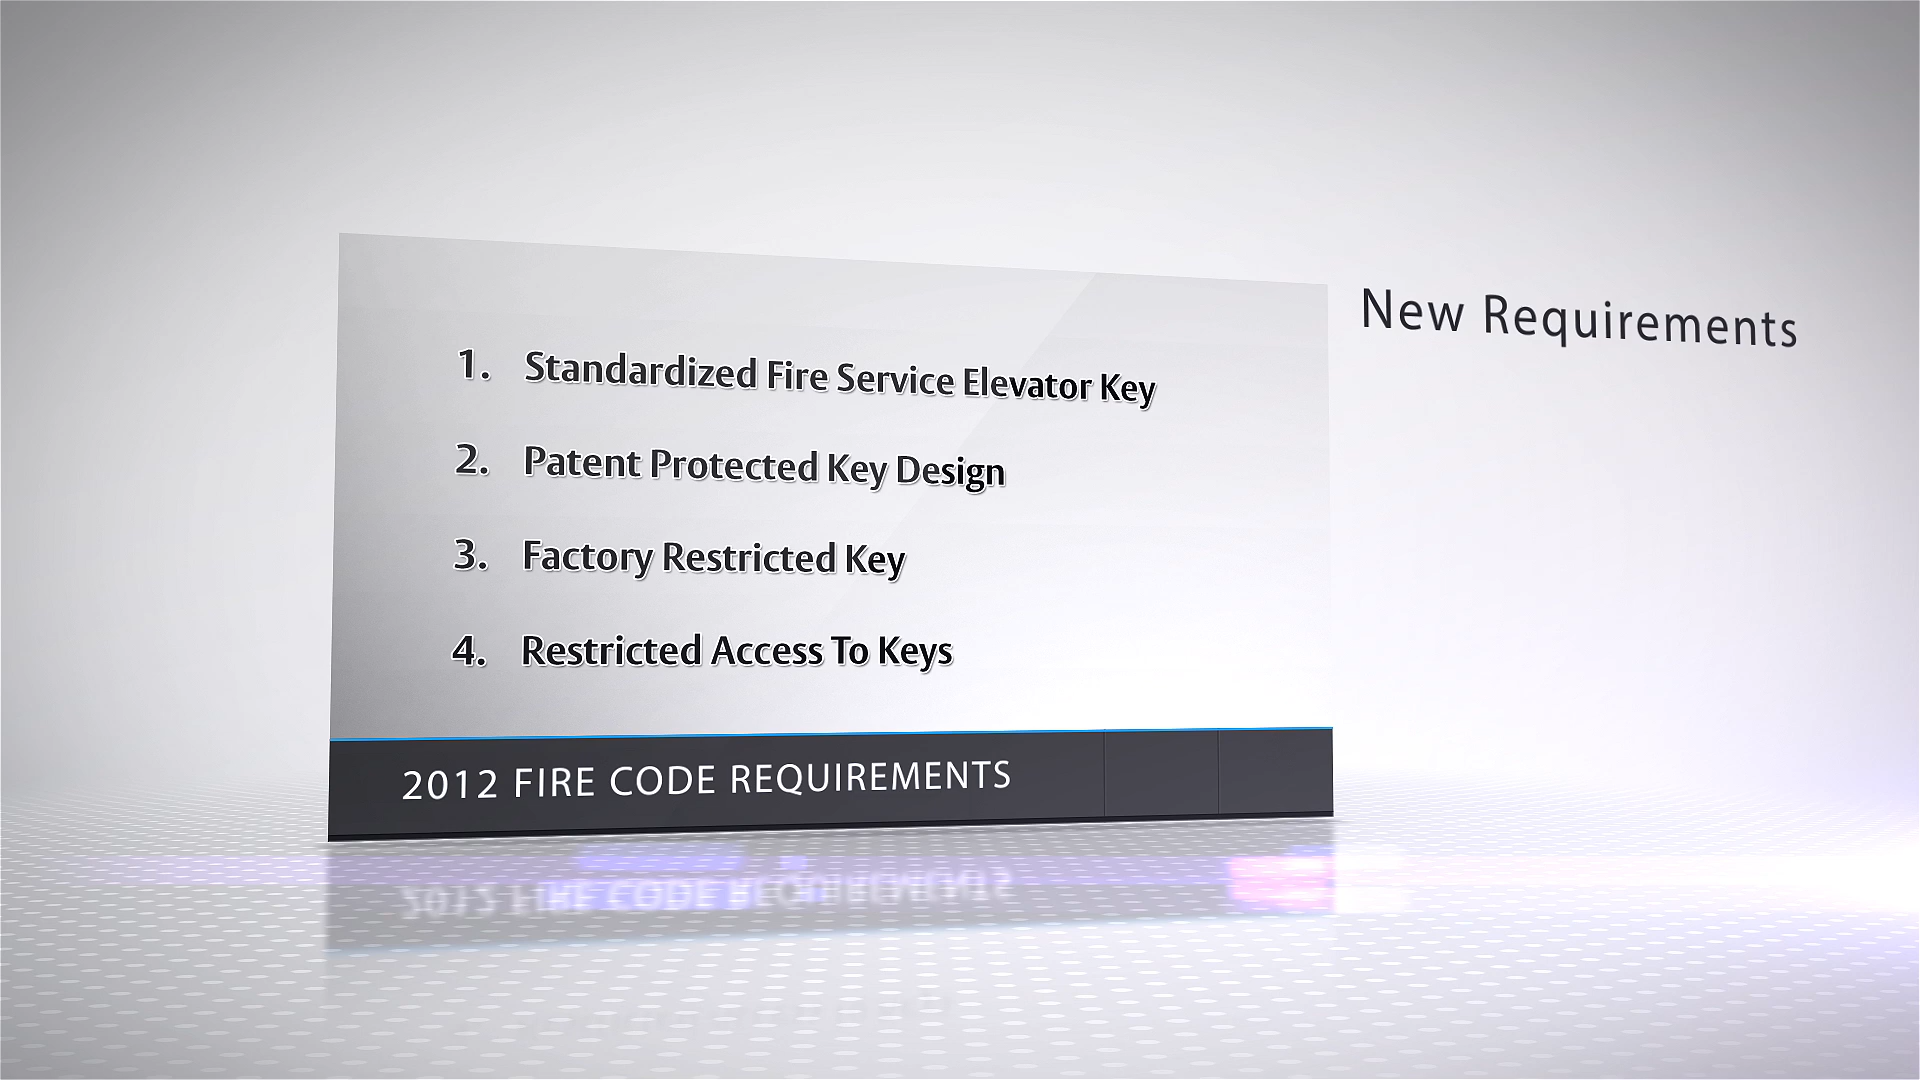 New Requirements
1. Standardized Fire Service Elevator Key
2. Patent Protected Key Design
3. Factory Restricted Key
4. Restricted Access To Keys
2012 FIRE CODE REQUIREMENTS